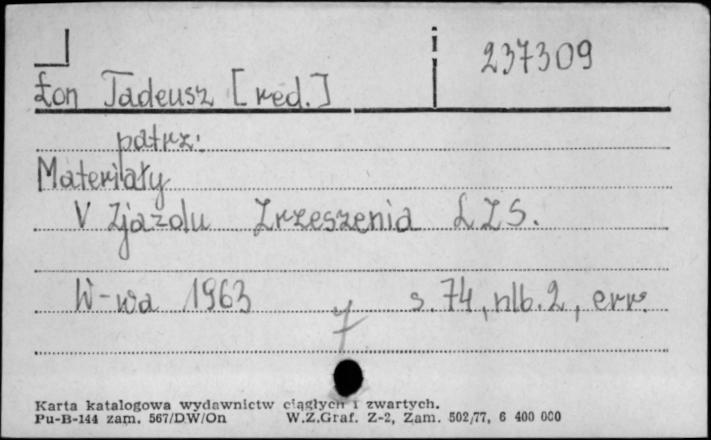 237309
Łon Tadeusz [red.]
patrz:
Materiały
V Zjazdu Zrzeszenia LZS.
W-wa 1963 s. 74, nlb. 2, err.
Karta katalogowa wydawnictw ciągłych i zwartych.
Pu-B-144 zam. 567/DW/On W.Z.Graf. Z-2, Zam. 502/77, 6 400 000